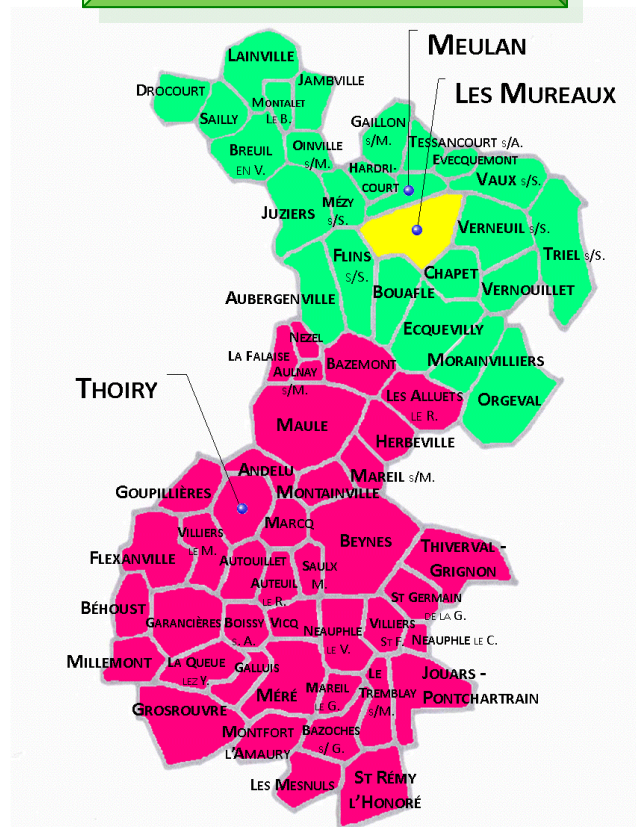 MEULAN
LAINVILLE
DROCOURT
JAMBVILLE
LES MUREAUX
MONTALET
LE B.
SAILLY
GAILLON
S/M.
TESSANCOURT S/A.
BREUIL
EN V.
OINVILLE
S/M.
EVECQUEMONT
HARDRI-
COURT
VAUX S/S.
JUZIERS
MÉZY
S/S.
VERNEUIL S/S.
FLINS
S/S.
TRIEL S/S.
CHAPET
AUBERGENVILLE
BOUAFLE
VERNOUILLET
ECQUEVILLY
NEZEL
LA FALAISE
AULNAY
S/M.
BAZEMONT
MORAINVILLIERS
THOIRY
LES ALLUETS
LE R.
ORGEVAL
MAULE
HERBEVILLE
ANDELU
MAREIL S/M.
GOUPILLIÈRES
MONTAINVILLE
MARCQ
VILLIERS
LE M.
BEYNES
FLEXANVILLE
THIVERVAL -
GRIGNON
AUTOUILLET
SAULX
M.
AUTEUIL
LE R.
BÉHOUST
ST GERMAIN
DE LA G.
GARANCIÈRES
BOISSY
S. A.
VICQ
NEAUPHLE
LE V.
VILLIERS
ST F.
NEAUPHLE LE C.
MILLEMONT
LA QUEUE
LEZ Y.
GALLUIS
JOUARS -
PONTCHARTRAIN
MÉRÉ
MAREIL
LE G.
LE
TREMBLAY
S/M.
GROSROUVRE
MONTFORT
L'AMAURY
BAZOCHES
S/ G.
LES MESNULS
ST RÉMY
L'HONORÉ